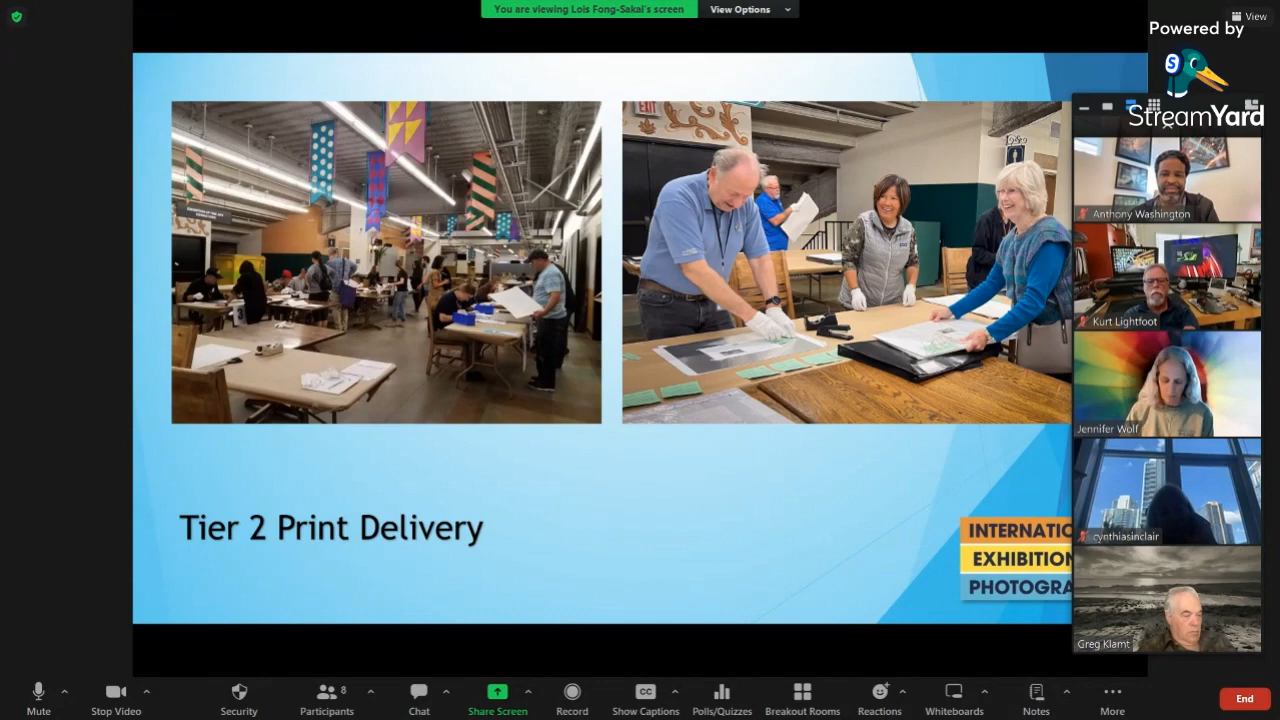 You are viewing Lois Fong-Sakai's screen
View Options
View
Powered by
S
StreamYard
EXIT
Anthony Washington
Kurt Lightfoot
Jennifer Wolf
cynthiasinclair
Greg Klamt
Tier 2 Print Delivery
INTERNATIO
EXHIBITION
PHOTOGRA
Mute
Stop Video
Security
8
Participants
Chat
Share Screen
Record
CC
Show Captions
Polls/Quizzes
Breakout Rooms
Reactions
Whiteboards
Notes
More
End